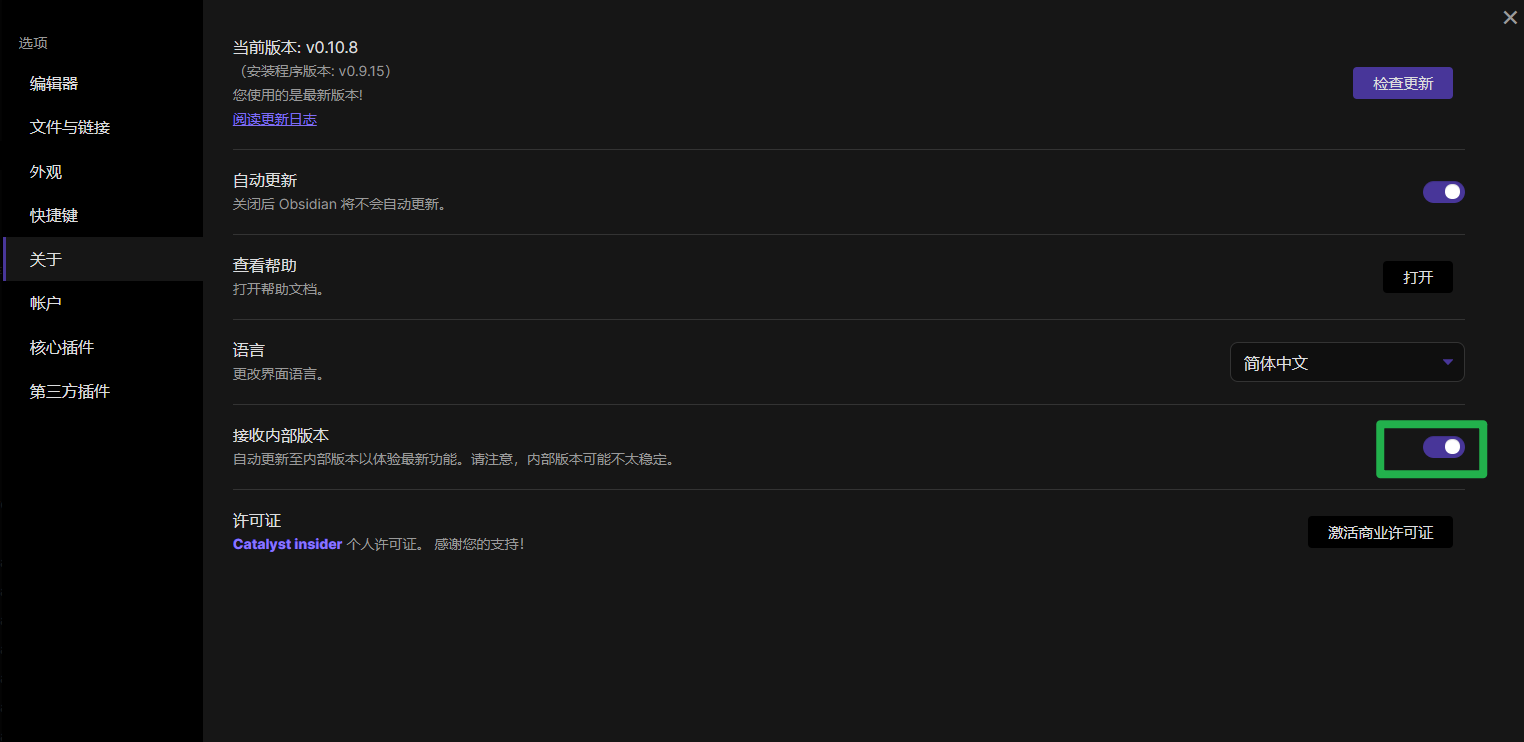 选项
编辑器
文件与链接
外观
快捷键
关于
帐户
核心插件
第三方插件
当前版本: v0.10.8
（安装程序版本: v0.9.15）
您使用的是最新版本!
阅读更新日志
检查更新
自动更新
关闭后 Obsidian 将不会自动更新。
查看帮助
打开帮助文档。
打开
语言
更改界面语言。
简体中文
接收内部版本
自动更新至内部版本以体验最新功能。请注意，内部版本可能不太稳定。
许可证
Catalyst insider 个人许可证。 感谢您的支持!
激活商业许可证